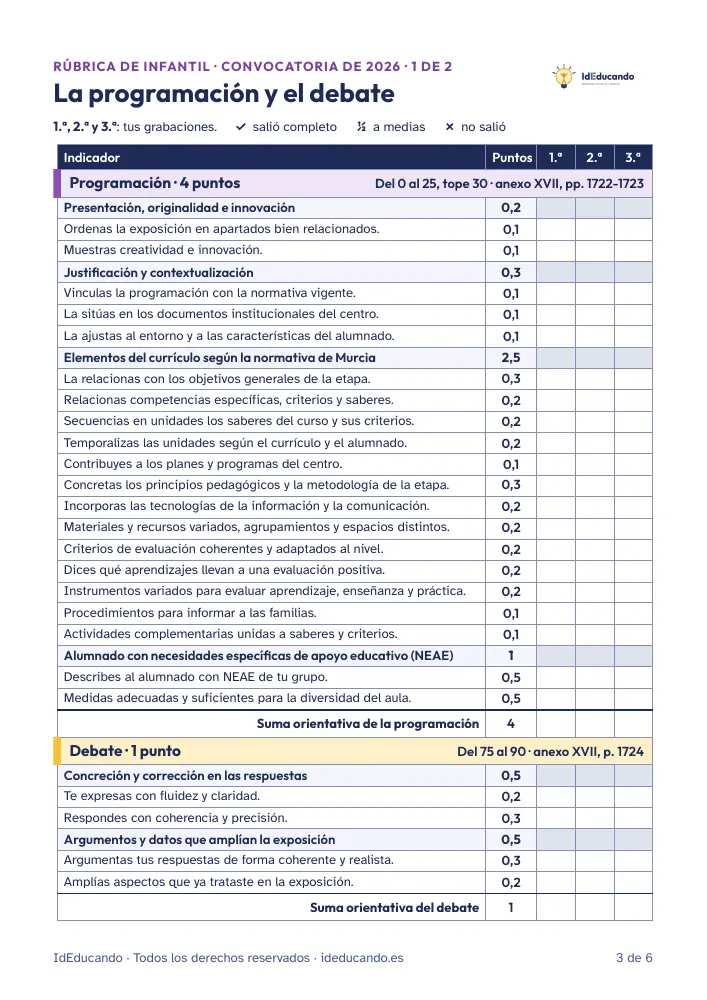 RÚBRICA DE INFANTIL · CONVOCATORIA DE 2026 · 1 DE 2
IdEducando
La programación y el debate
1.ª, 2.ª y 3.ª: tus grabaciones. ✓ salió completo ½ a medias × no salió
Indicador Puntos 1.ª 2.ª 3.ª
Programación · 4 puntos Del 0 al 25, tope 30 · anexo XVII, pp. 1722-1723
Presentación, originalidad e innovación 0,2
Ordenas la exposición en apartados bien relacionados. 0,1
Muestras creatividad e innovación. 0,1
Justificación y contextualización 0,3
Vinculas la programación con la normativa vigente. 0,1
La sitúas en los documentos institucionales del centro. 0,1
La ajustas al entorno y a las características del alumnado. 0,1
Elementos del currículo según la normativa de Murcia 2,5
La relacionas con los objetivos generales de la etapa. 0,3
Relacionas competencias específicas, criterios y saberes. 0,2
Secuencias en unidades los saberes del curso y sus criterios. 0,2
Temporalizas las unidades según el currículo y el alumnado. 0,2
Contribuyes a los planes y programas del centro. 0,1
Concretas los principios pedagógicos y la metodología de la etapa. 0,3
Incorporas las tecnologías de la información y la comunicación. 0,2
Materiales y recursos variados, agrupamientos y espacios distintos. 0,2
Criterios de evaluación coherentes y adaptados al nivel. 0,2
Dices qué aprendizajes llevan a una evaluación positiva. 0,2
Instrumentos variados para evaluar aprendizaje, enseñanza y práctica. 0,2
Procedimientos para informar a las familias. 0,1
Actividades complementarias unidas a saberes y criterios. 0,1
Alumnado con necesidades específicas de apoyo educativo (NEAE) 1
Describes al alumnado con NEAE de tu grupo. 0,5
Medidas adecuadas y suficientes para la diversidad del aula. 0,5
Suma orientativa de la programación 4
Debate · 1 punto Del 75 al 90 · anexo XVII, p. 1724
Concreción y corrección en las respuestas 0,5
Te expresas con fluidez y claridad. 0,2
Respondes con coherencia y precisión. 0,3
Argumentos y datos que amplían la exposición 0,5
Argumentas tus respuestas de forma coherente y realista. 0,3
Amplías aspectos que ya trataste en la exposición. 0,2
Suma orientativa del debate 1
IdEducando · Todos los derechos reservados · ideducando.es 3 de 6